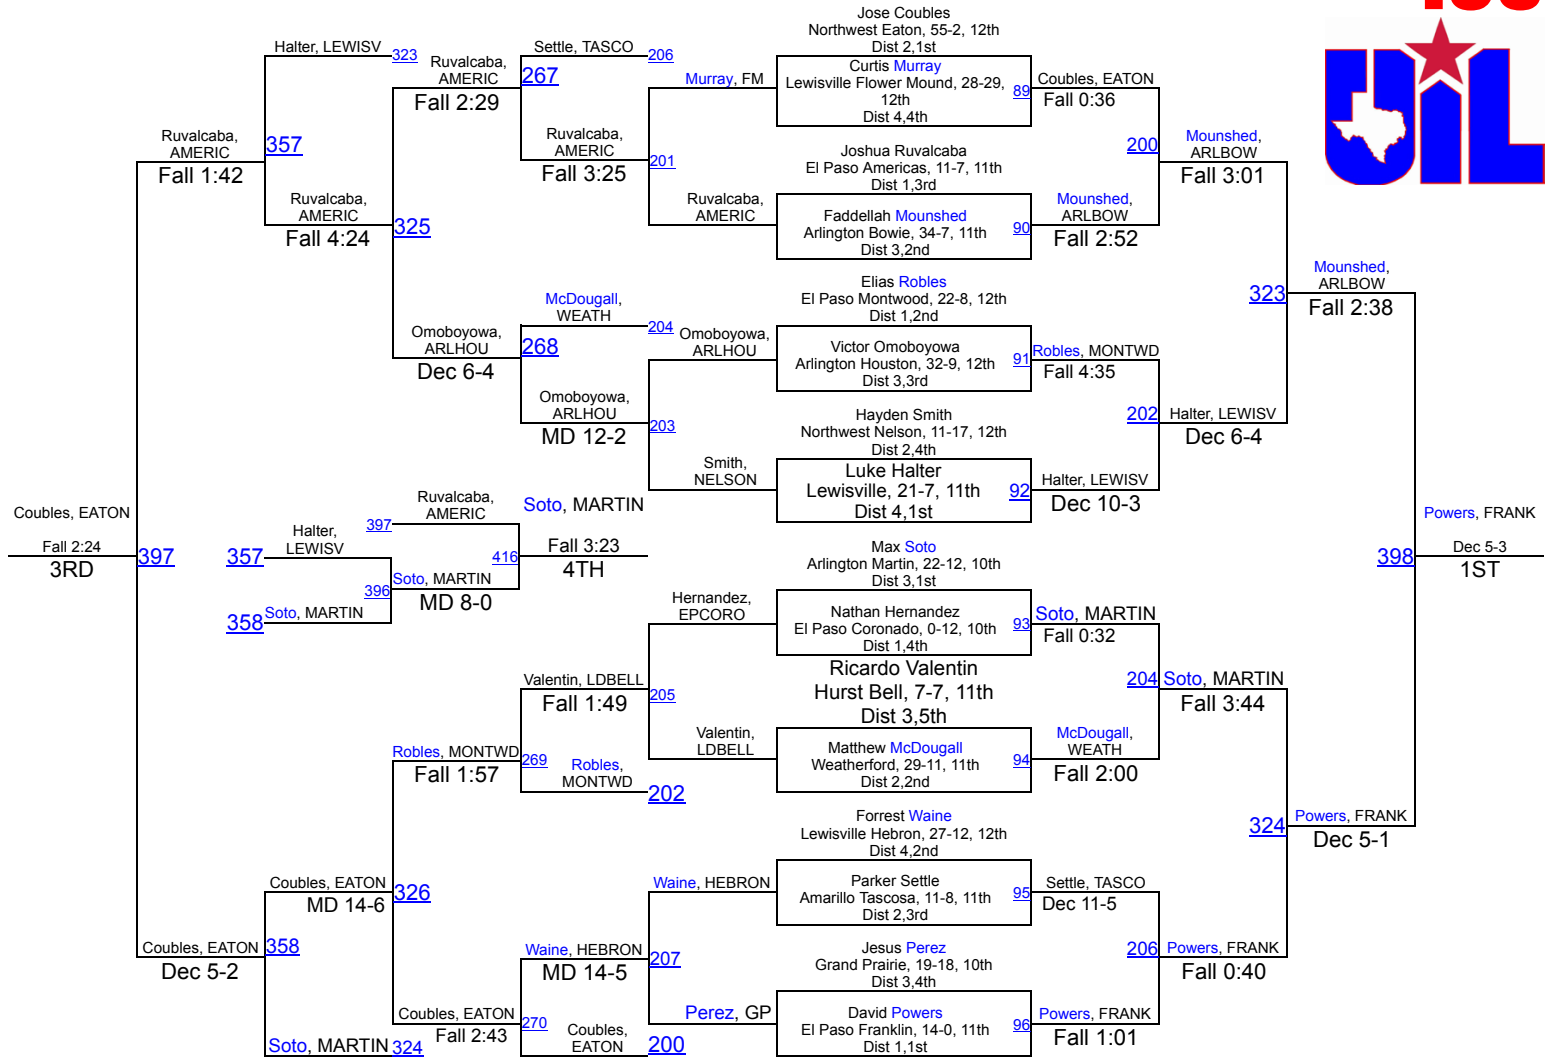 Jose Coubles
Northwest Eaton, 55-2, 12th
Dist 2,1st
Halter, LEWISV
323
Ruvalcaba,
AMERIC
Fall 2:29
Settle, TASCO
206
267
Murray, FM
Curtis Murray
Lewisville Flower Mound, 28-29,
12th
Dist 4,4th
89
Coubles, EATON
Fall 0:36
UIL
Ruvalcaba,
AMERIC
Fall 1:42
357
Ruvalcaba,
AMERIC
Fall 3:25
201
Joshua Ruvalcaba
El Paso Americas, 11-7, 11th
Dist 1,3rd
200
Mounshed,
ARLBOW
Fall 3:01
Ruvalcaba,
AMERIC
Fall 4:24
325
Ruvalcaba,
AMERIC
Faddellah Mounshed
Arlington Bowie, 34-7, 11th
Dist 3,2nd
90
Mounshed,
ARLBOW
Fall 2:52
Elias Robles
El Paso Montwood, 22-8, 12th
Dist 1,2nd
323
Mounshed,
ARLBOW
Fall 2:38
McDougall,
WEATH
204
Omoboyowa,
ARLHOU
Dec 6-4
268
Omoboyowa,
ARLHOU
Victor Omoboyowa
Arlington Houston, 32-9, 12th
Dist 3,3rd
91
Robles, MONTWD
Fall 4:35
Omoboyowa,
ARLHOU
MD 12-2
203
Hayden Smith
Northwest Nelson, 11-17, 12th
Dist 2,4th
202
Halter, LEWISV
Dec 6-4
Smith,
NELSON
Luke Halter
Lewisville, 21-7, 11th
Dist 4,1st
92
Halter, LEWISV
Dec 10-3
Coubles, EATON
Fall 2:24
3RD
397
Ruvalcaba,
AMERIC
397
Soto, MARTIN
Fall 3:23
4TH
416
Halter,
LEWISV
357
396
Soto, MARTIN
MD 8-0
358
Soto, MARTIN
Max Soto
Arlington Martin, 22-12, 10th
Dist 3,1st
398
Powers, FRANK
Dec 5-3
1ST
Hernandez,
EPCORO
Nathan Hernandez
El Paso Coronado, 0-12, 10th
Dist 1,4th
93
Soto, MARTIN
Fall 0:32
Valentin, LDBELL
Fall 1:49
205
Ricardo Valentin
Hurst Bell, 7-7, 11th
Dist 3,5th
204
Soto, MARTIN
Fall 3:44
Valentin,
LDBELL
Matthew McDougall
Weatherford, 29-11, 11th
Dist 2,2nd
94
McDougall,
WEATH
Fall 2:00
Robles, MONTWD
Fall 1:57
269
Robles,
MONTWD
202
Forrest Waine
Lewisville Hebron, 27-12, 12th
Dist 4,2nd
324
Powers, FRANK
Dec 5-1
Coubles, EATON
MD 14-6
326
Waine, HEBRON
Parker Settle
Amarillo Tascosa, 11-8, 11th
Dist 2,3rd
95
Settle, TASCO
Dec 11-5
Coubles, EATON
Dec 5-2
358
Waine, HEBRON
MD 14-5
207
Jesus Perez
Grand Prairie, 19-18, 10th
Dist 3,4th
206
Powers, FRANK
Fall 0:40
Coubles, EATON
Fall 2:43
270
Perez, GP
David Powers
El Paso Franklin, 14-0, 11th
Dist 1,1st
96
Powers, FRANK
Fall 1:01
Soto, MARTIN
324
Coubles,
EATON
200